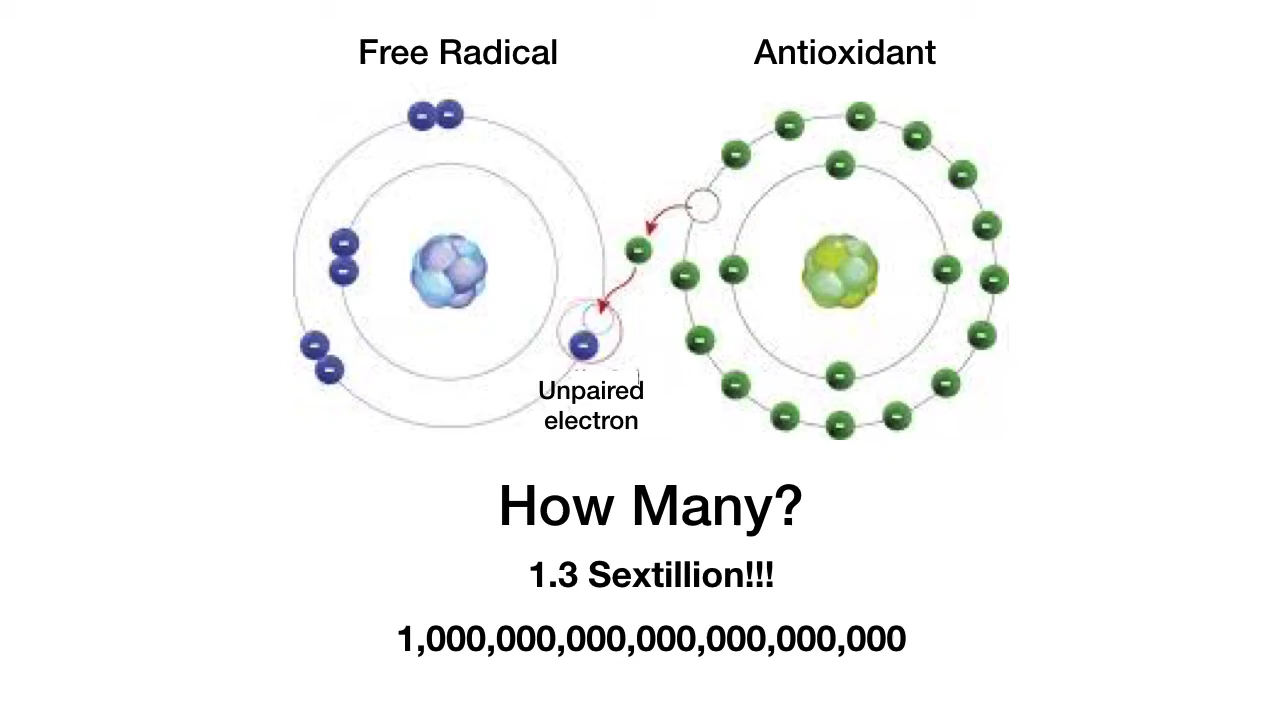 Free Radical
Antioxidant
Unpaired
electron
How Many?
1.3 Sextillion!!!
1,000,000,000,000,000,000,000